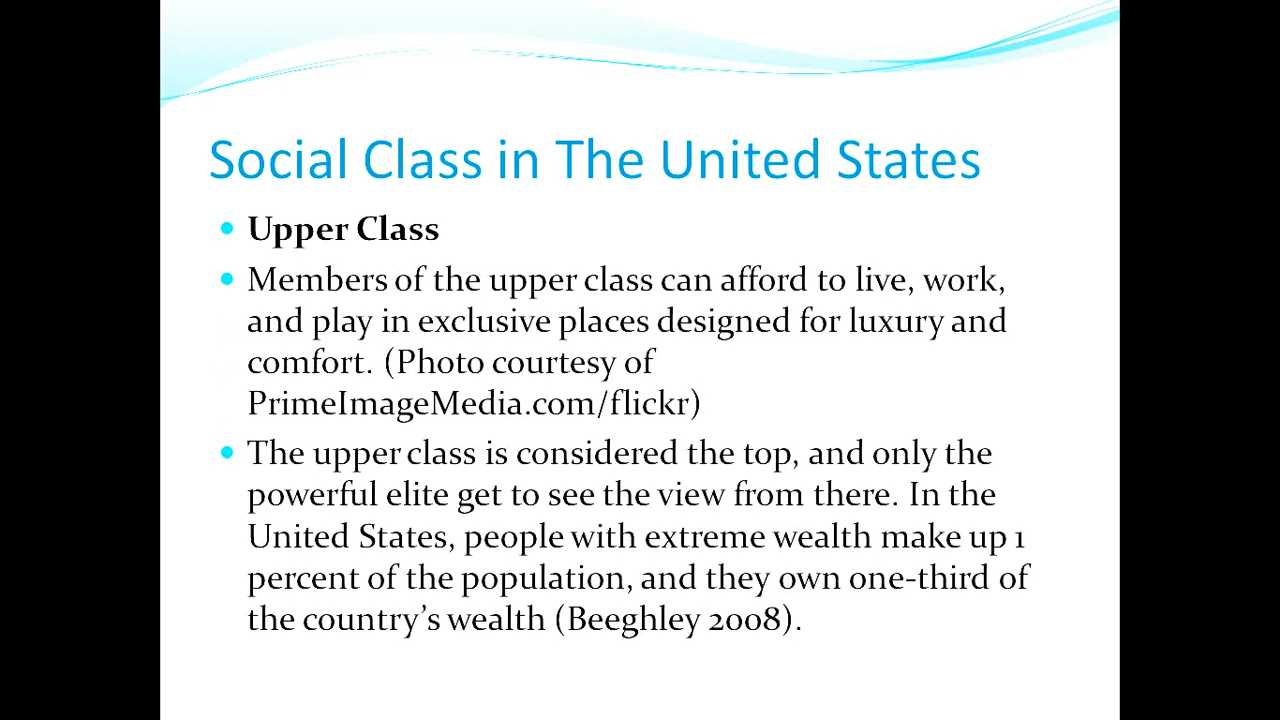 Social Class in The United States
Upper Class
Members of the upper class can afford to live, work,
and play in exclusive places designed for luxury and
comfort. (Photo courtesy of
PrimeImageMedia.com/flickr)
The upper class is considered the top, and only the
powerful elite get to see the view from there. In the
United States, people with extreme wealth make up 1
percent of the population, and they own one-third of
the country’s wealth (Beeghley 2008).